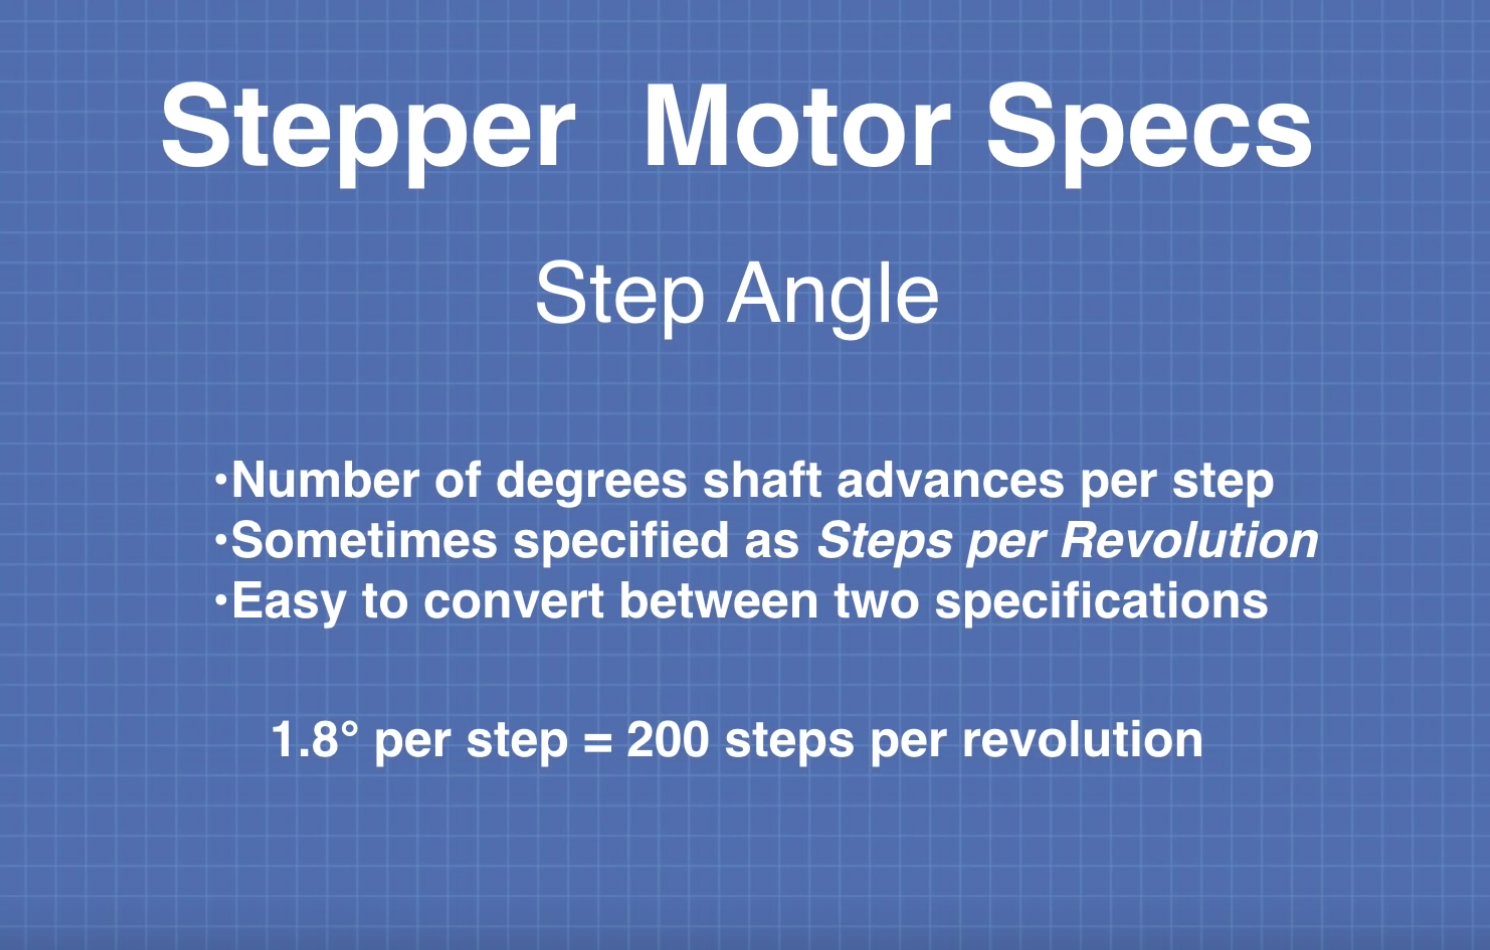 Stepper  Motor Specs
Step Angle
•Number of degrees shaft advances per step
•Sometimes specified as Steps per Revolution
•Easy to convert between two specifications
1.8° per step = 200 steps per revolution